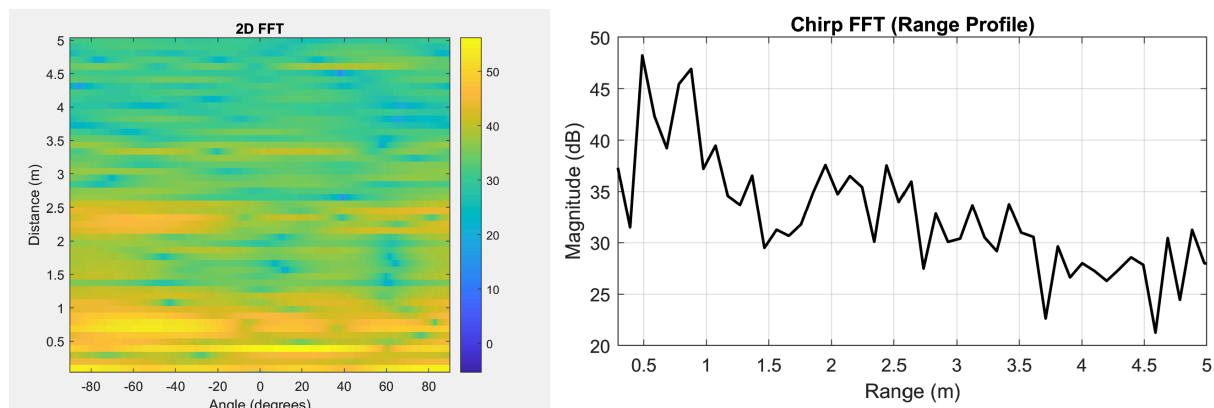 2D FFT
5
4.5
4
3.5
3
2.5
2
1.5
1
0.5
Distance (m)
-80 -60 -40 -20 0 20 40 60 80
Angle (degrees)
50
40
30
20
10
0
Chirp FFT (Range Profile)
50
45
40
35
30
25
20
Magnitude (dB)
0.5 1 1.5 2 2.5 3 3.5 4 4.5 5
Range (m)